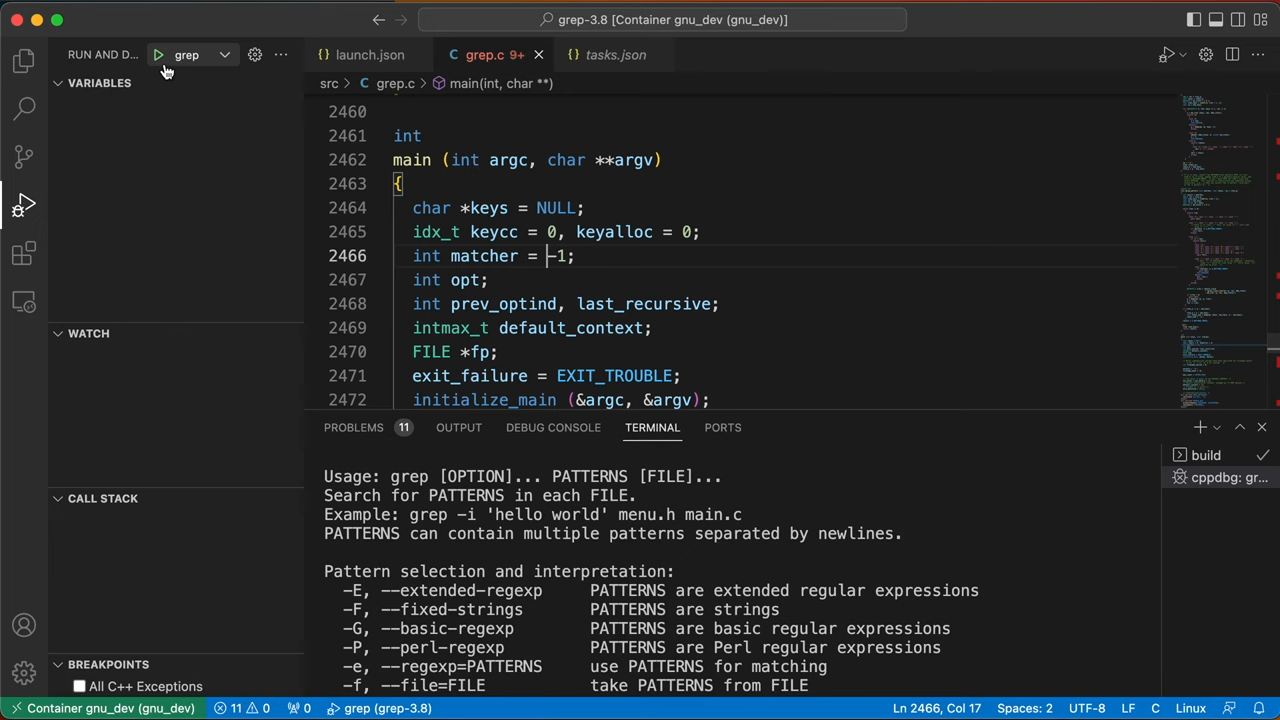 grep-3.8 [Container gnu_dev (gnu_dev)]
RUN AND D...
grep
launch.json
grep.c 9+
tasks.json
VARIABLES
src > C grep.c > main(int, char **)
2460
2461 int
2462 main (int argc, char **argv)
2463 {
2464 char *keys = NULL;
2465 idx_t keycc = 0, keyalloc = 0;
2466 int matcher = -1;
2467 int opt;
2468 int prev_optind, last_recursive;
2469 intmax_t default_context;
2470 FILE *fp;
2471 exit_failure = EXIT_TROUBLE;
2472 initialize_main (&argc, &argv);
WATCH
CALL STACK
BREAKPOINTS
All C++ Exceptions
PROBLEMS 11 OUTPUT DEBUG CONSOLE TERMINAL PORTS
build
cppdbg: gr...
Usage: grep [OPTION]... PATTERNS [FILE]...
Search for PATTERNS in each FILE.
Example: grep -i 'hello world' menu.h main.c
PATTERNS can contain multiple patterns separated by newlines.
Pattern selection and interpretation:
-E, --extended-regexp PATTERNS are extended regular expressions
-F, --fixed-strings PATTERNS are strings
-G, --basic-regexp PATTERNS are basic regular expressions
-P, --perl-regexp PATTERNS are Perl regular expressions
-e, --regexp=PATTERNS use PATTERNS for matching
-f, --file=FILE take PATTERNS from FILE
Container gnu_dev (gnu_dev) 11 0 0 grep (grep-3.8) Ln 2466, Col 17 Spaces: 2 UTF-8 LF C Linux